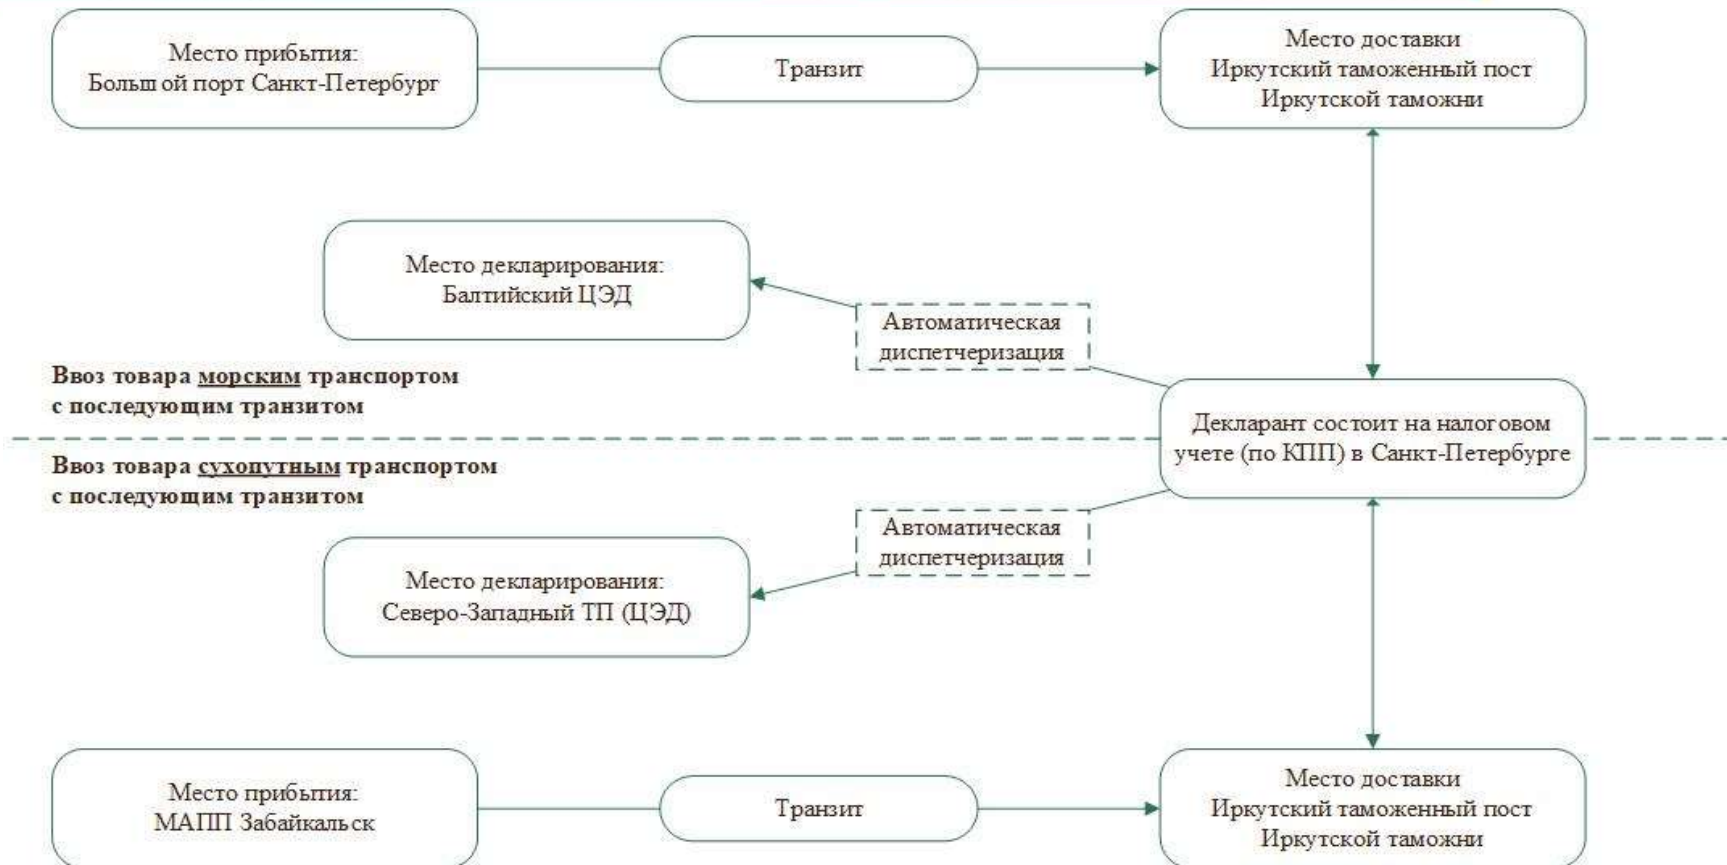 Место прибытия:
Большой порт Санкт-Петербург
Транзит
Место доставки
Иркутский таможенный пост
Иркутской таможни
Место декларирования:
Балтийский ЦЭД
Автоматическая
диспетчеризация
Ввоз товара морским транспортом
с последующим транзитом
Декларант состоит на налоговом
учете (по КПП) в Санкт-Петербурге
Ввоз товара сухопутным транспортом
с последующим транзитом
Автоматическая
диспетчеризация
Место декларирования:
Северо-Западный ТП (ЦЭД)
Место прибытия:
МАПП Забайкальск
Транзит
Место доставки
Иркутский таможенный пост
Иркутской таможни